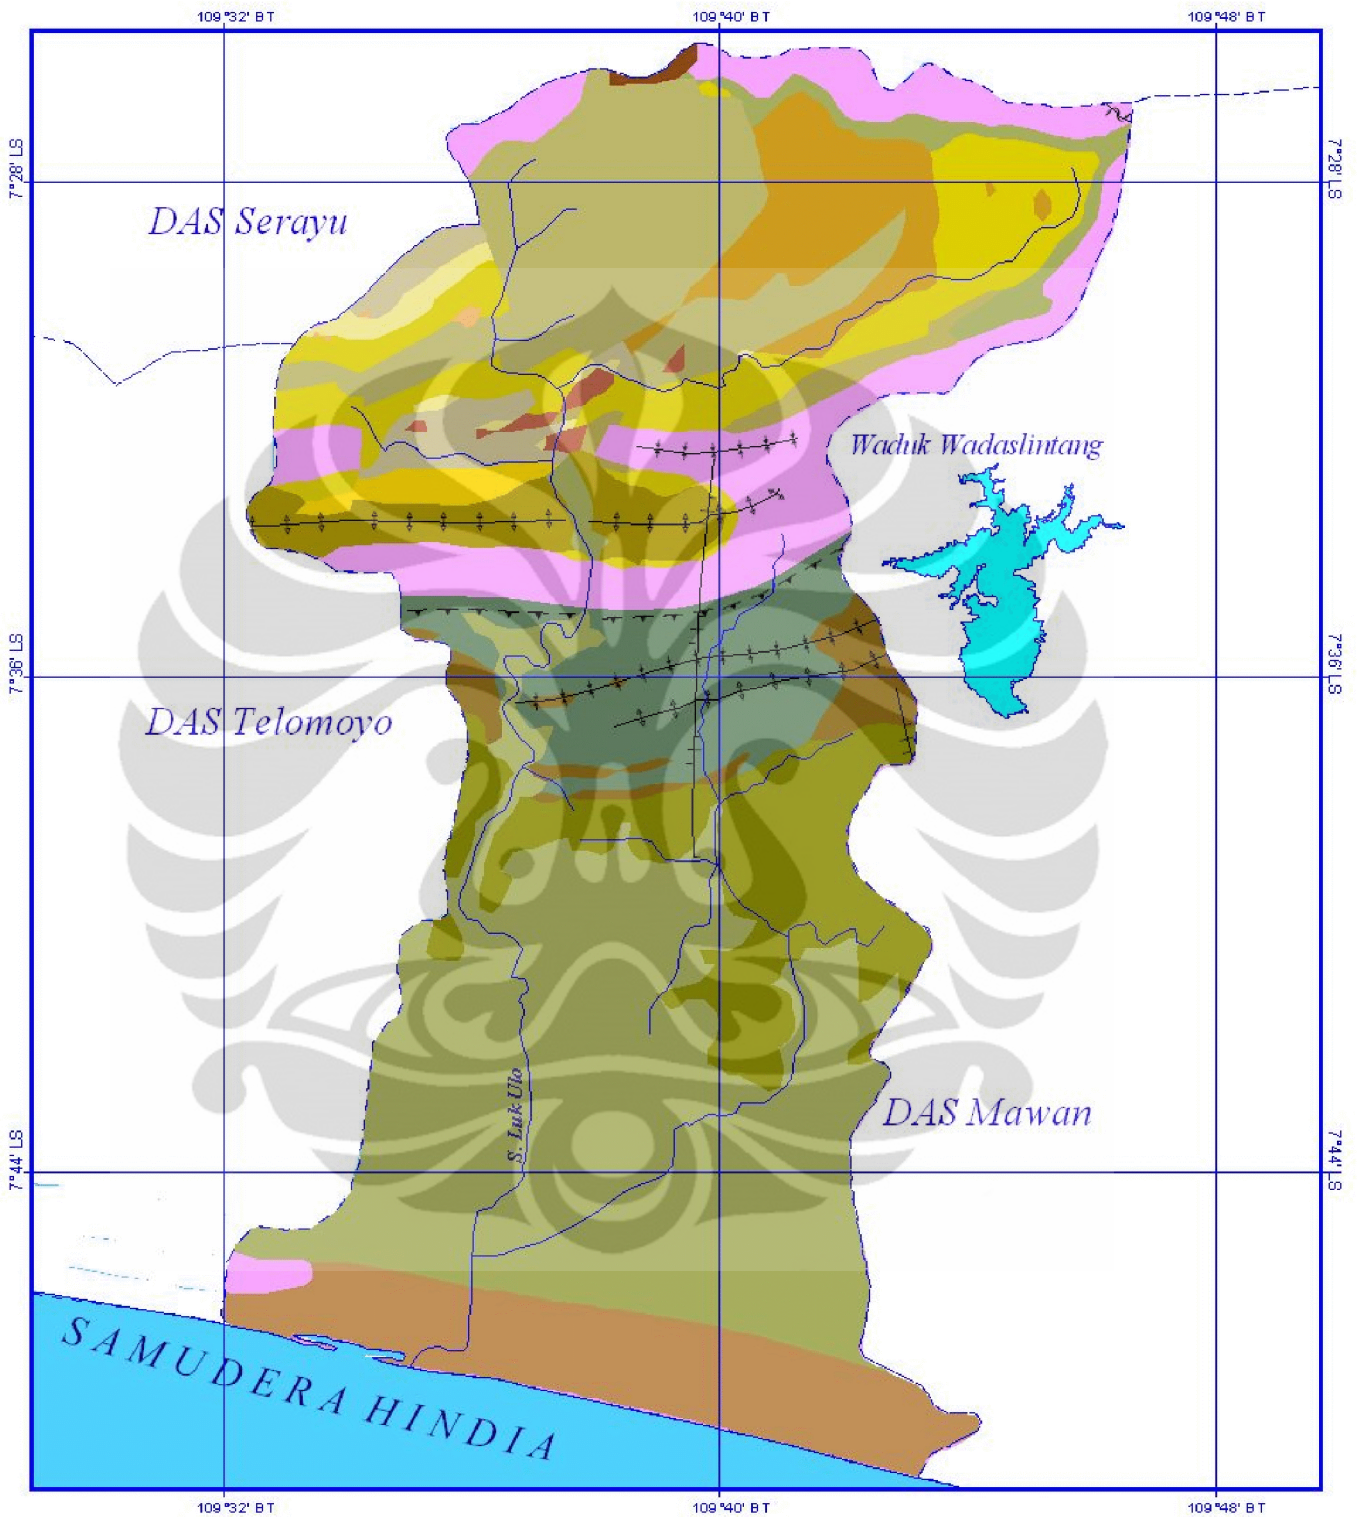 109°32' BT
109°40' BT
109°48' BT
7°28' LS
7°28' LS
DAS Serayu
Waduk Wadaslintang
7°36' LS
7°36' LS
DAS Telomoyo
S. Luk Ulo
DAS Mawan
7°44' LS
7°44' LS
SAMUDERA HINDIA
109°32' BT
109°40' BT
109°48' BT